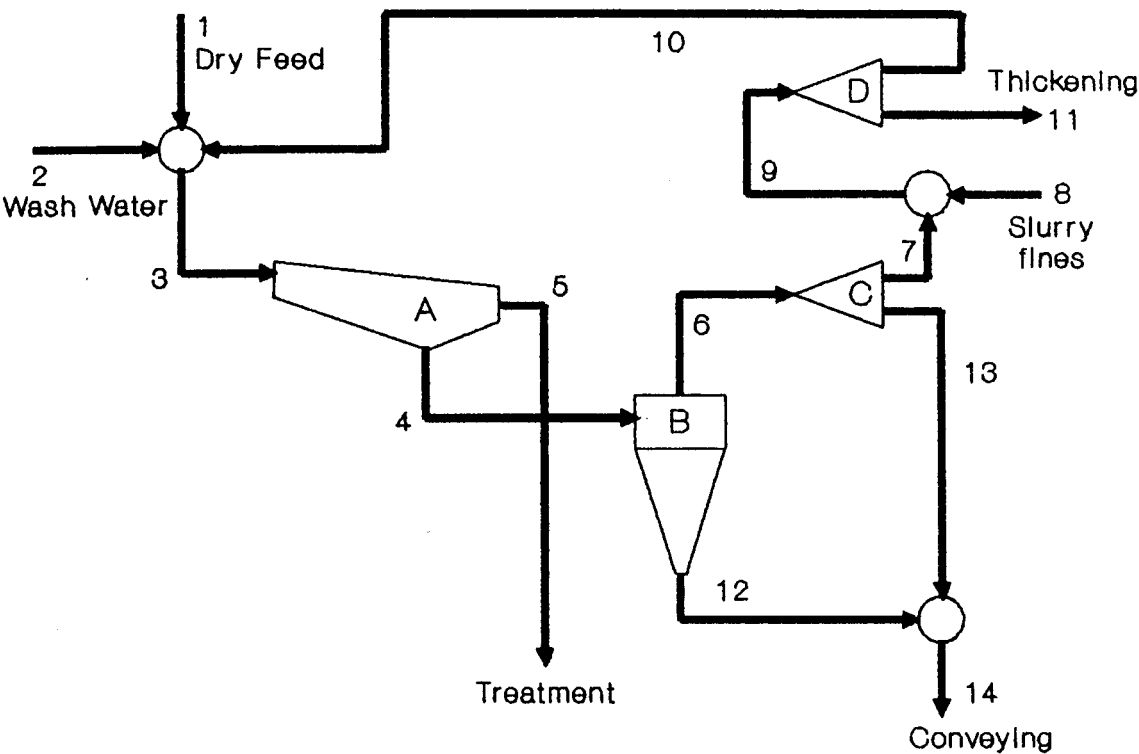 1
Dry Feed
10
D
Thickening
11
2
Wash Water
9
8
Slurry
fines
7
3
A
5
C
6
13
4
B
12
Treatment
14
Conveying